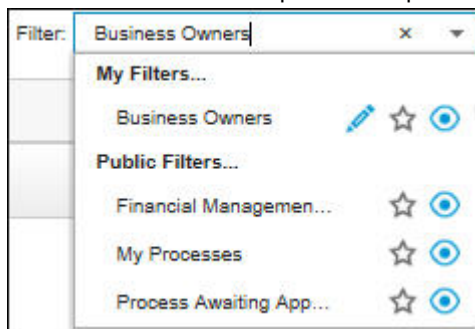 Filter: Business Owners
My Filters...
Business Owners
Public Filters...
Financial Managemen...
My Processes
Process Awaiting App...